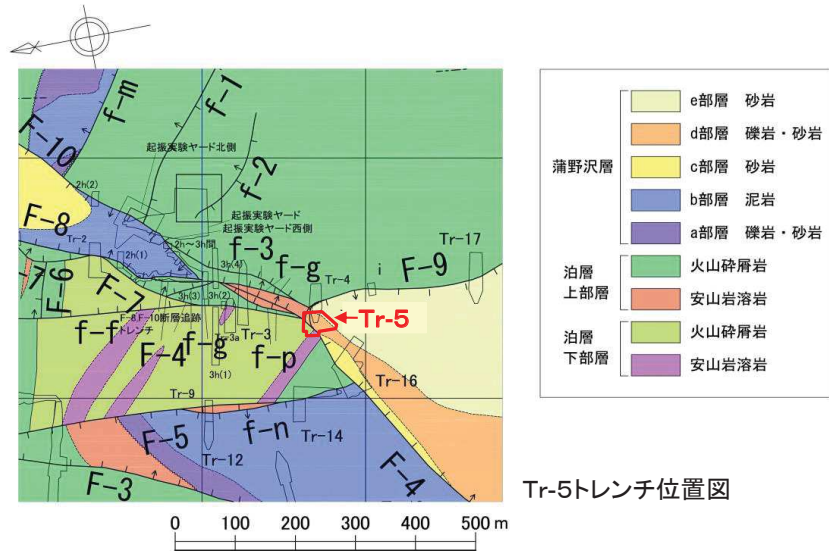 f-m
f-1
F-10
起振実験ヤード北側
f-2
2h(2)
起振実験ヤード
起振実験ヤード西側
F-8
Tr-2
2h(1)
2h~3h間
f-3
Tr-17
3h(4)
f-g
F-9
-7
F-6
F-7
Tr-4
i
3h(3)
3h(2)
←Tr-5
f-f
F-8,F-10断層追跡
トレンチ
F-4
f-g
Tr-3a
Tr-3
f-p
3h(1)
Tr-16
Tr-9
F-5
f-n
Tr-14
Tr-12
F-4
F-3
蒲野沢層
e部層 砂岩
d部層 礫岩・砂岩
c部層 砂岩
b部層 泥岩
a部層 礫岩・砂岩
泊層
上部層
火山砕屑岩
安山岩溶岩
泊層
下部層
火山砕屑岩
安山岩溶岩
Tr-5トレンチ位置図
0 100 200 300 400 500 m